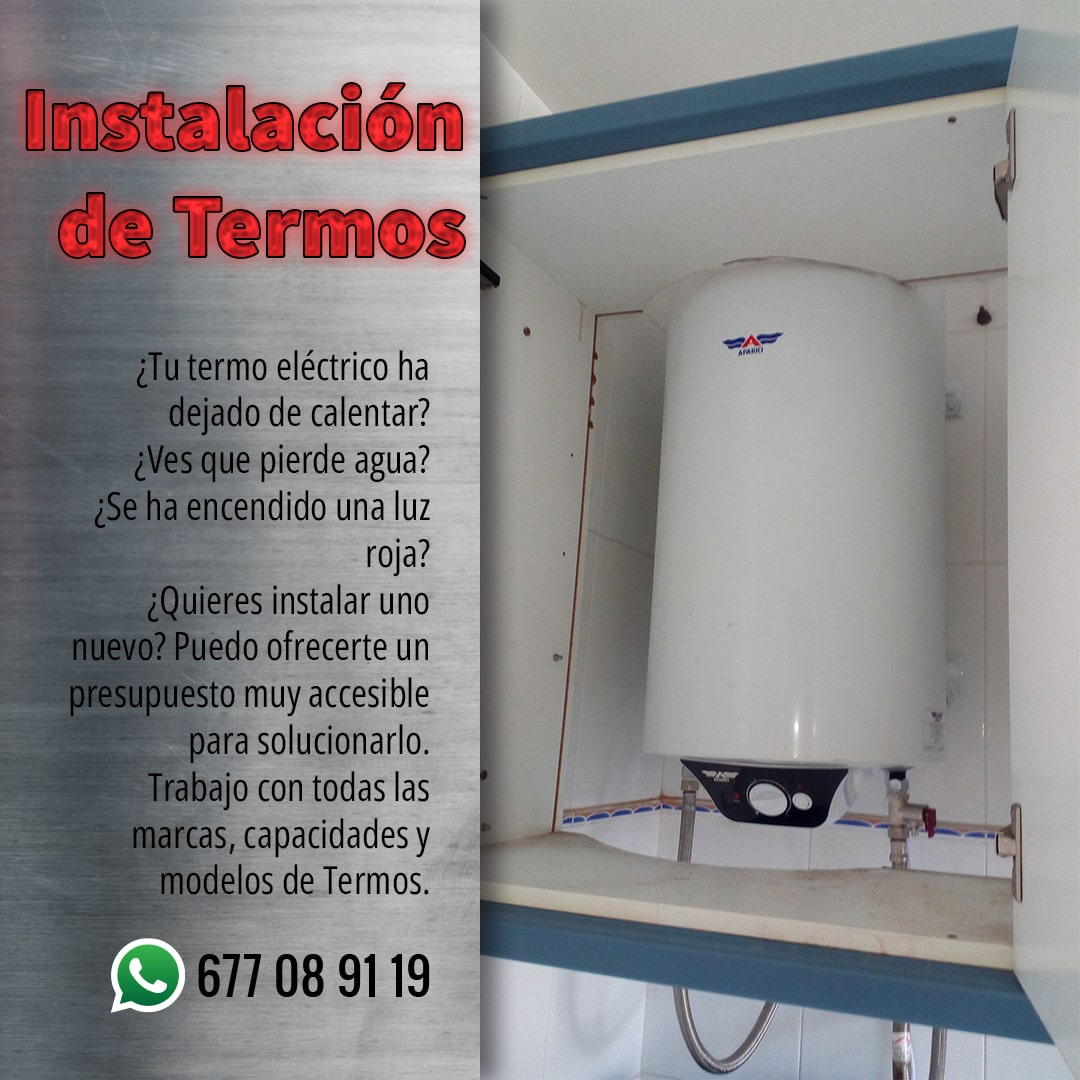 Instalación
de Termos
¿Tu termo eléctrico ha
dejado de calentar?
¿Ves que pierde agua?
¿Se ha encendido una luz
roja?
¿Quieres instalar uno
nuevo? Puedo ofrecerte un
presupuesto muy accesible
para solucionarlo.
Trabajo con todas las
marcas, capacidades y
modelos de Termos.
677 08 91 19
APARICI
APARICI